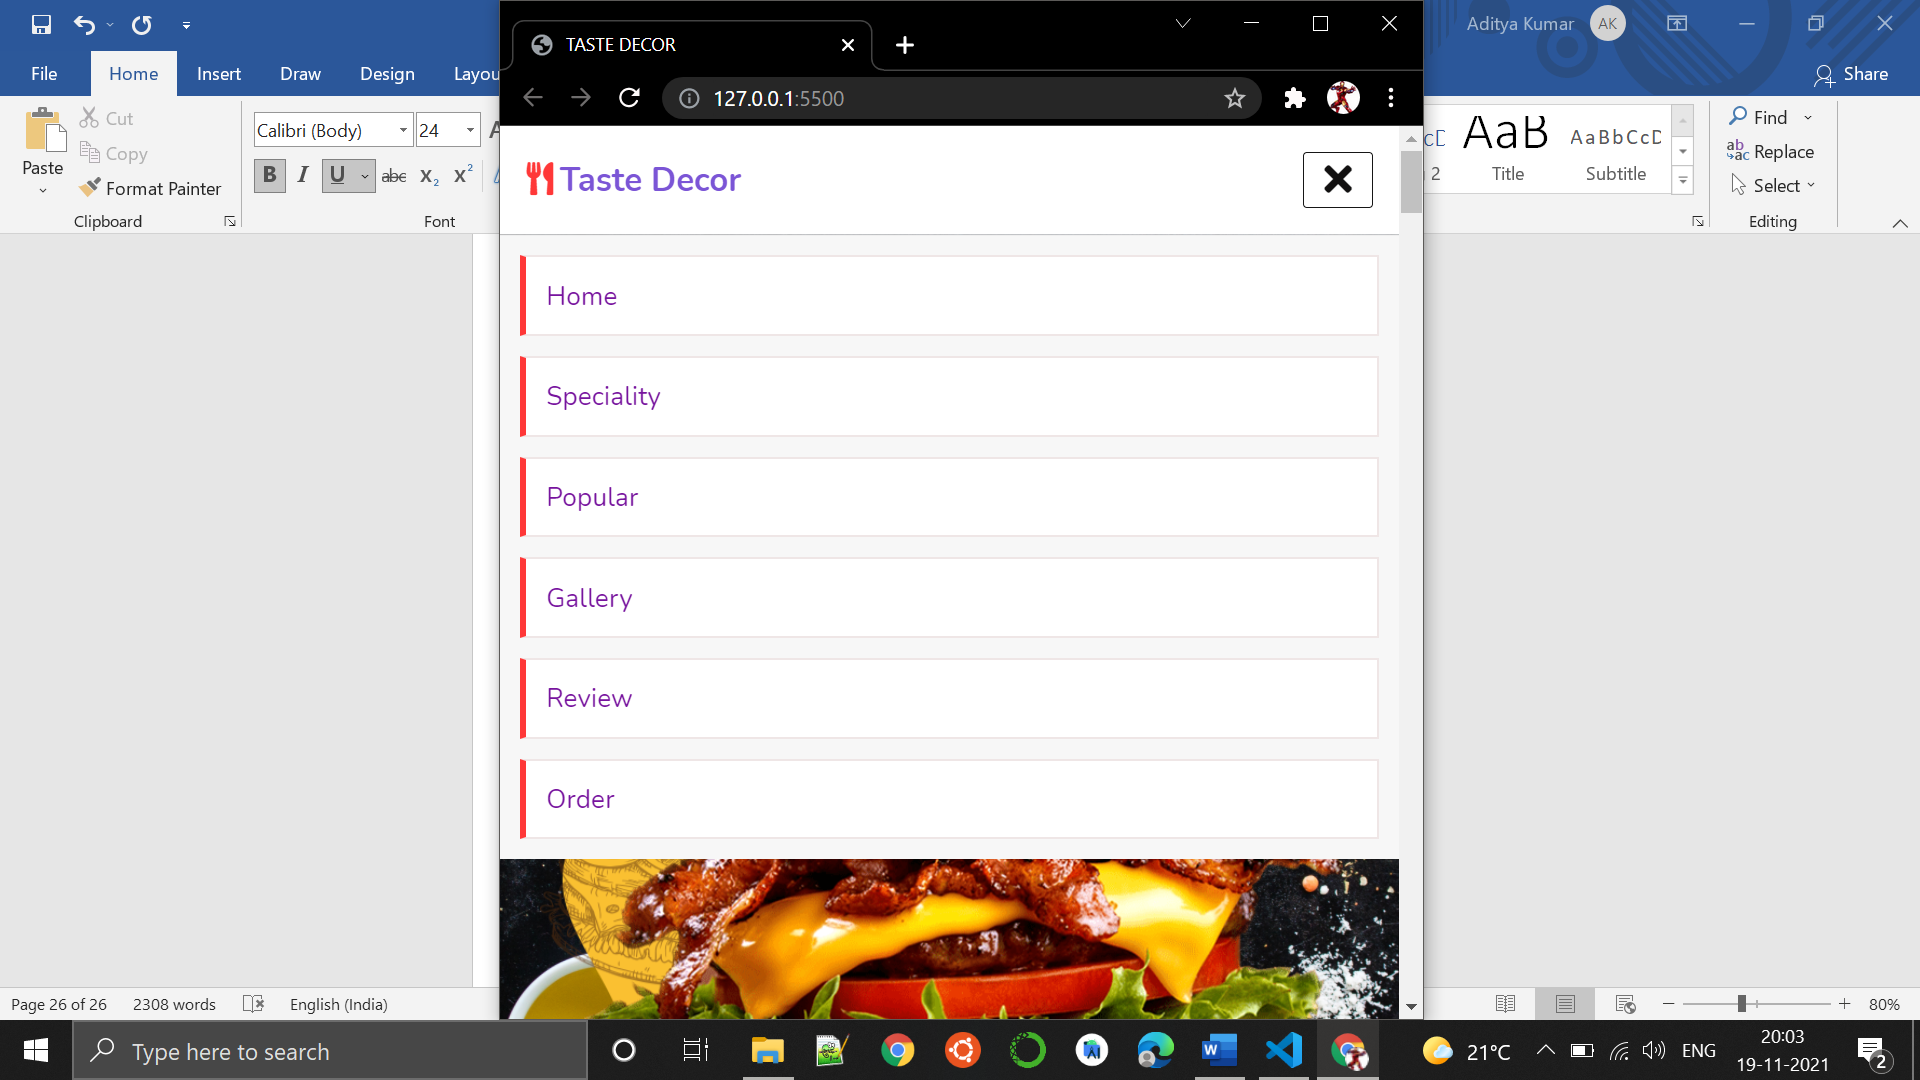 Aditya Kumar
AK
File
Home
Insert
Draw
Design
Layou
Share
TASTE DECOR
127.0.0.1:5500
Paste
Cut
Copy
Format Painter
Clipboard
Calibri (Body)
24
B
I
U
abc
X2
X2
Font
2
AaB
Title
AaBbCcD
Subtitle
Find
Replace
Select
Editing
Taste Decor
Home
Speciality
Popular
Gallery
Review
Order
Page 26 of 26
2308 words
English (India)
80%
Type here to search
21°C
ENG
20:03
19-11-2021
2